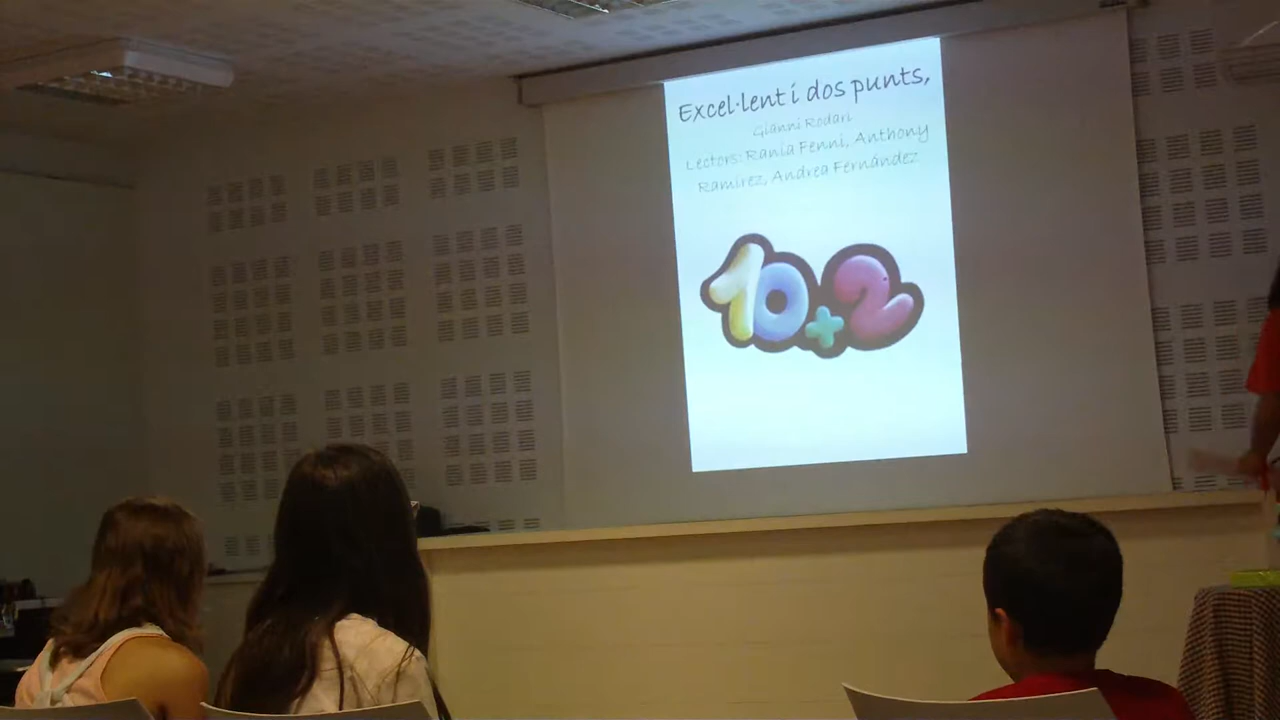 Excel·lent i dos punts,
Gianni Rodari
Lectors: Rania Fenni, Anthony
Ramirez, Andrea Fernández
10+2